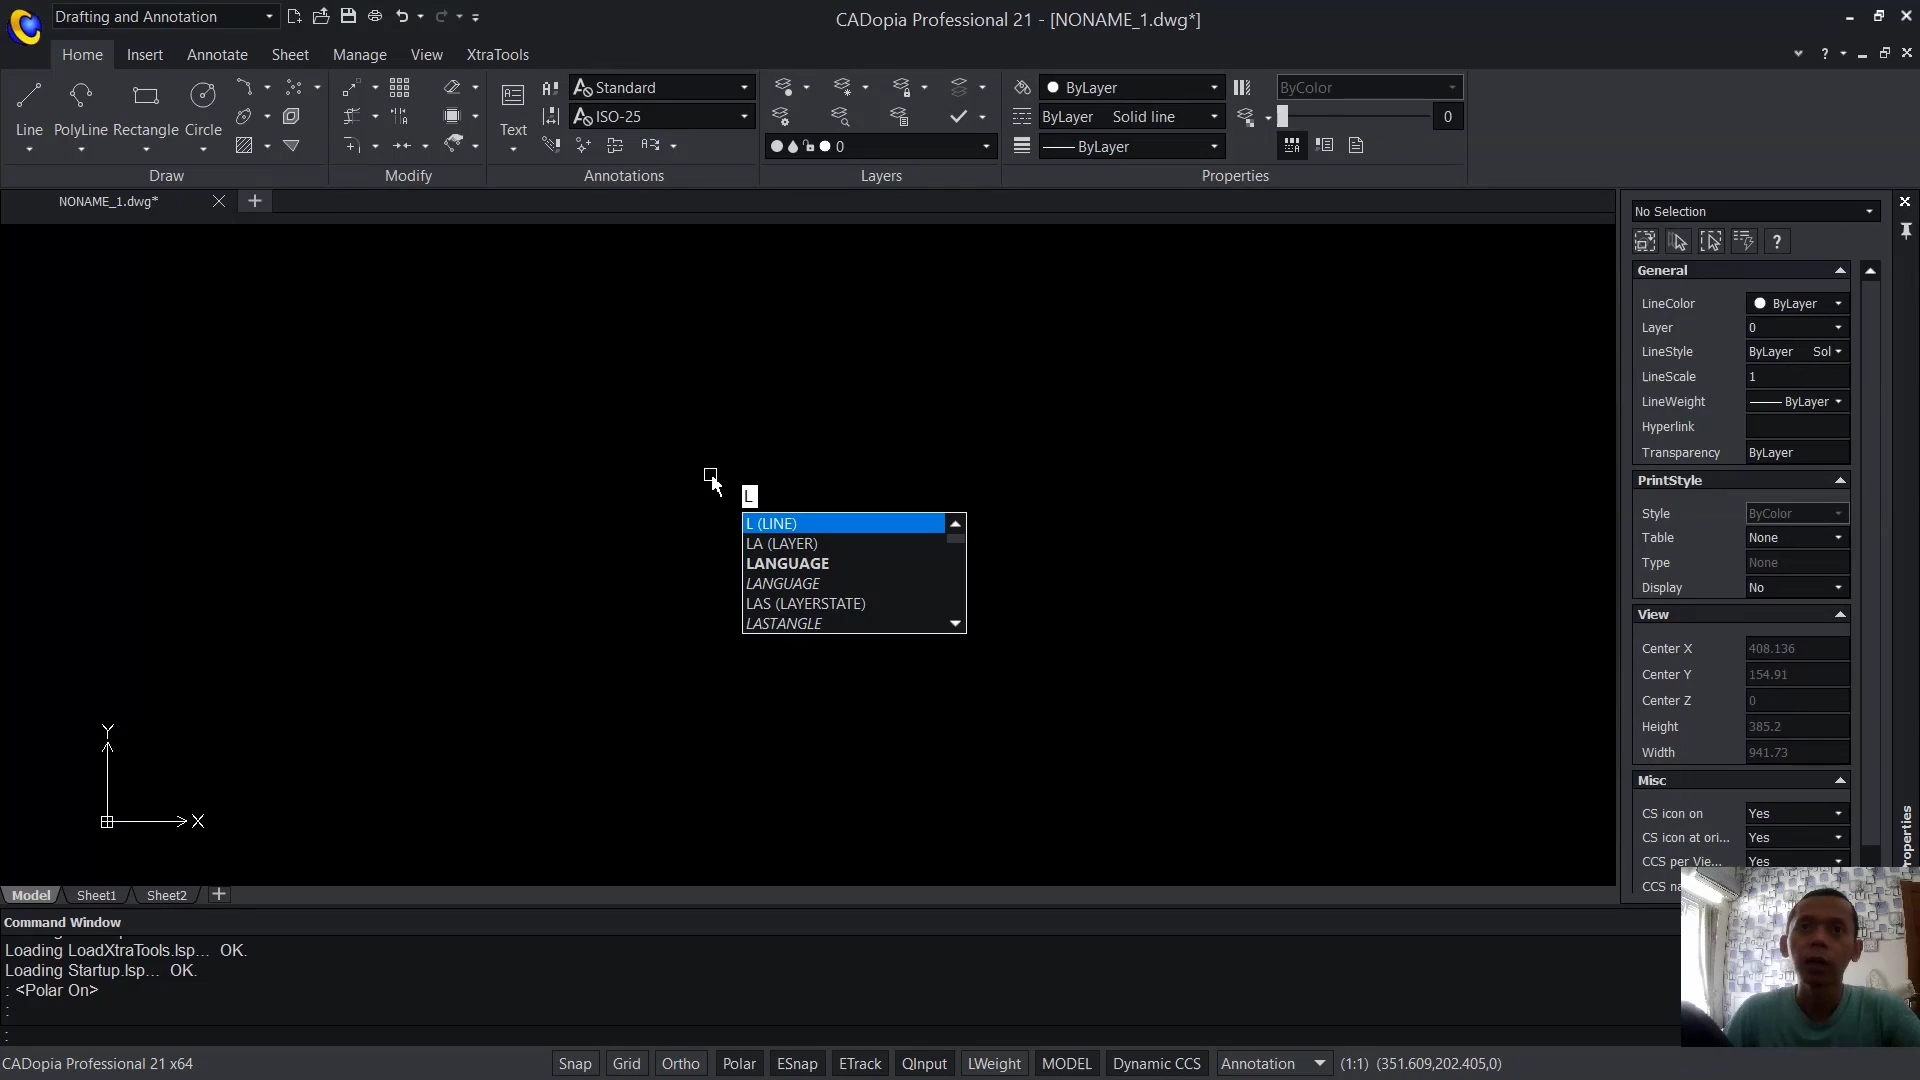 Drafting and Annotation
CADopia Professional 21 - [NONAME_1.dwg*]
Home
Insert
Annotate
Sheet
Manage
View
XtraTools
?
Line
PolyLine
Rectangle
Circle
Text
Standard
ISO-25
0
ByLayer
ByLayer Solid line
ByLayer
ByColor
0
Draw
Modify
Annotations
Layers
Properties
NONAME_1.dwg*
No Selection
?
General
LineColor ByLayer
Layer 0
LineStyle ByLayer Sol
LineScale 1
LineWeight ByLayer
Hyperlink
Transparency ByLayer
PrintStyle
Style ByColor
Table None
Type None
Display No
View
Center X 408.136
Center Y 154.91
Center Z 0
Height 385.2
Width 941.73
Misc
CS icon on Yes
CS icon at ori... Yes
CCS per Vie... Yes
CCS na
roperties
L
L (LINE)
LA (LAYER)
LANGUAGE
LANGUAGE
LAS (LAYERSTATE)
LASTANGLE
Y
X
Model
Sheet1
Sheet2
Command Window
Loading LoadXtraTools.lsp... OK.
Loading Startup.lsp... OK.
: <Polar On>
:
:
CADopia Professional 21 x64
Snap
Grid
Ortho
Polar
ESnap
ETrack
QInput
LWeight
MODEL
Dynamic CCS
Annotation
(1:1)
(351.609,202.405,0)